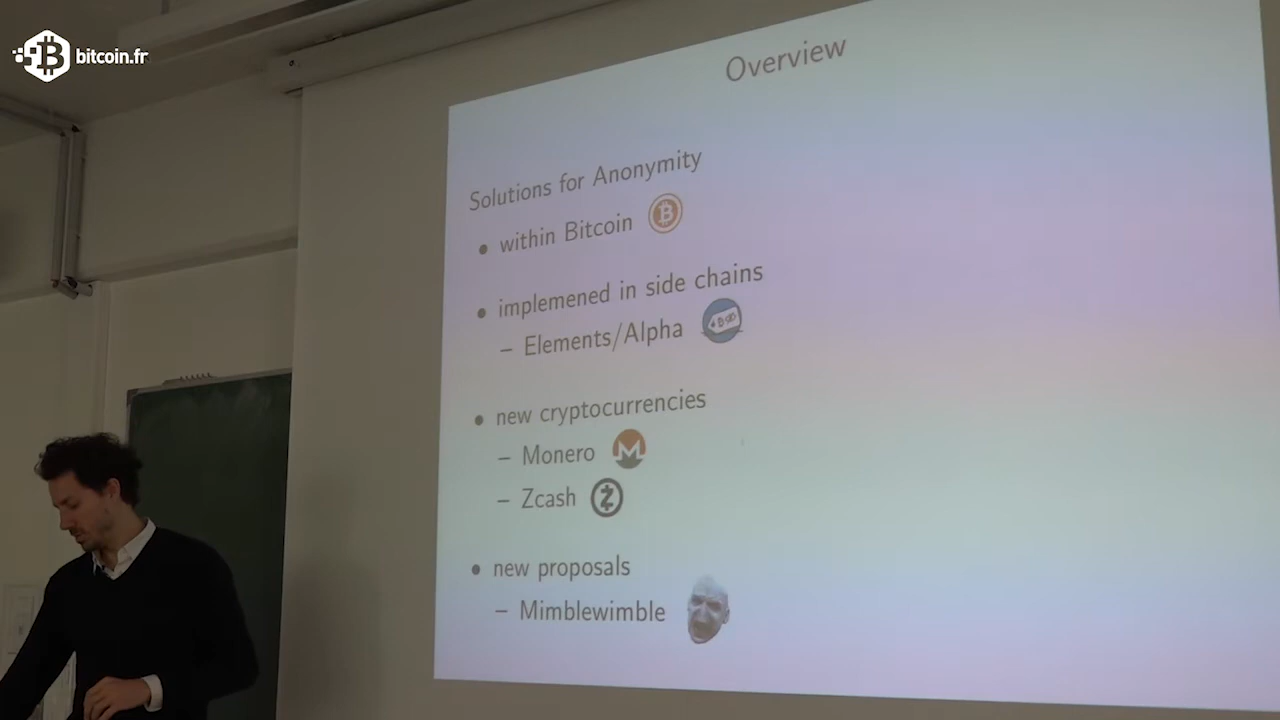 bitcoin.fr
Overview
Solutions for Anonymity
• within Bitcoin
• implemened in side chains
– Elements/Alpha
• new cryptocurrencies
– Monero
– Zcash
• new proposals
– Mimblewimble